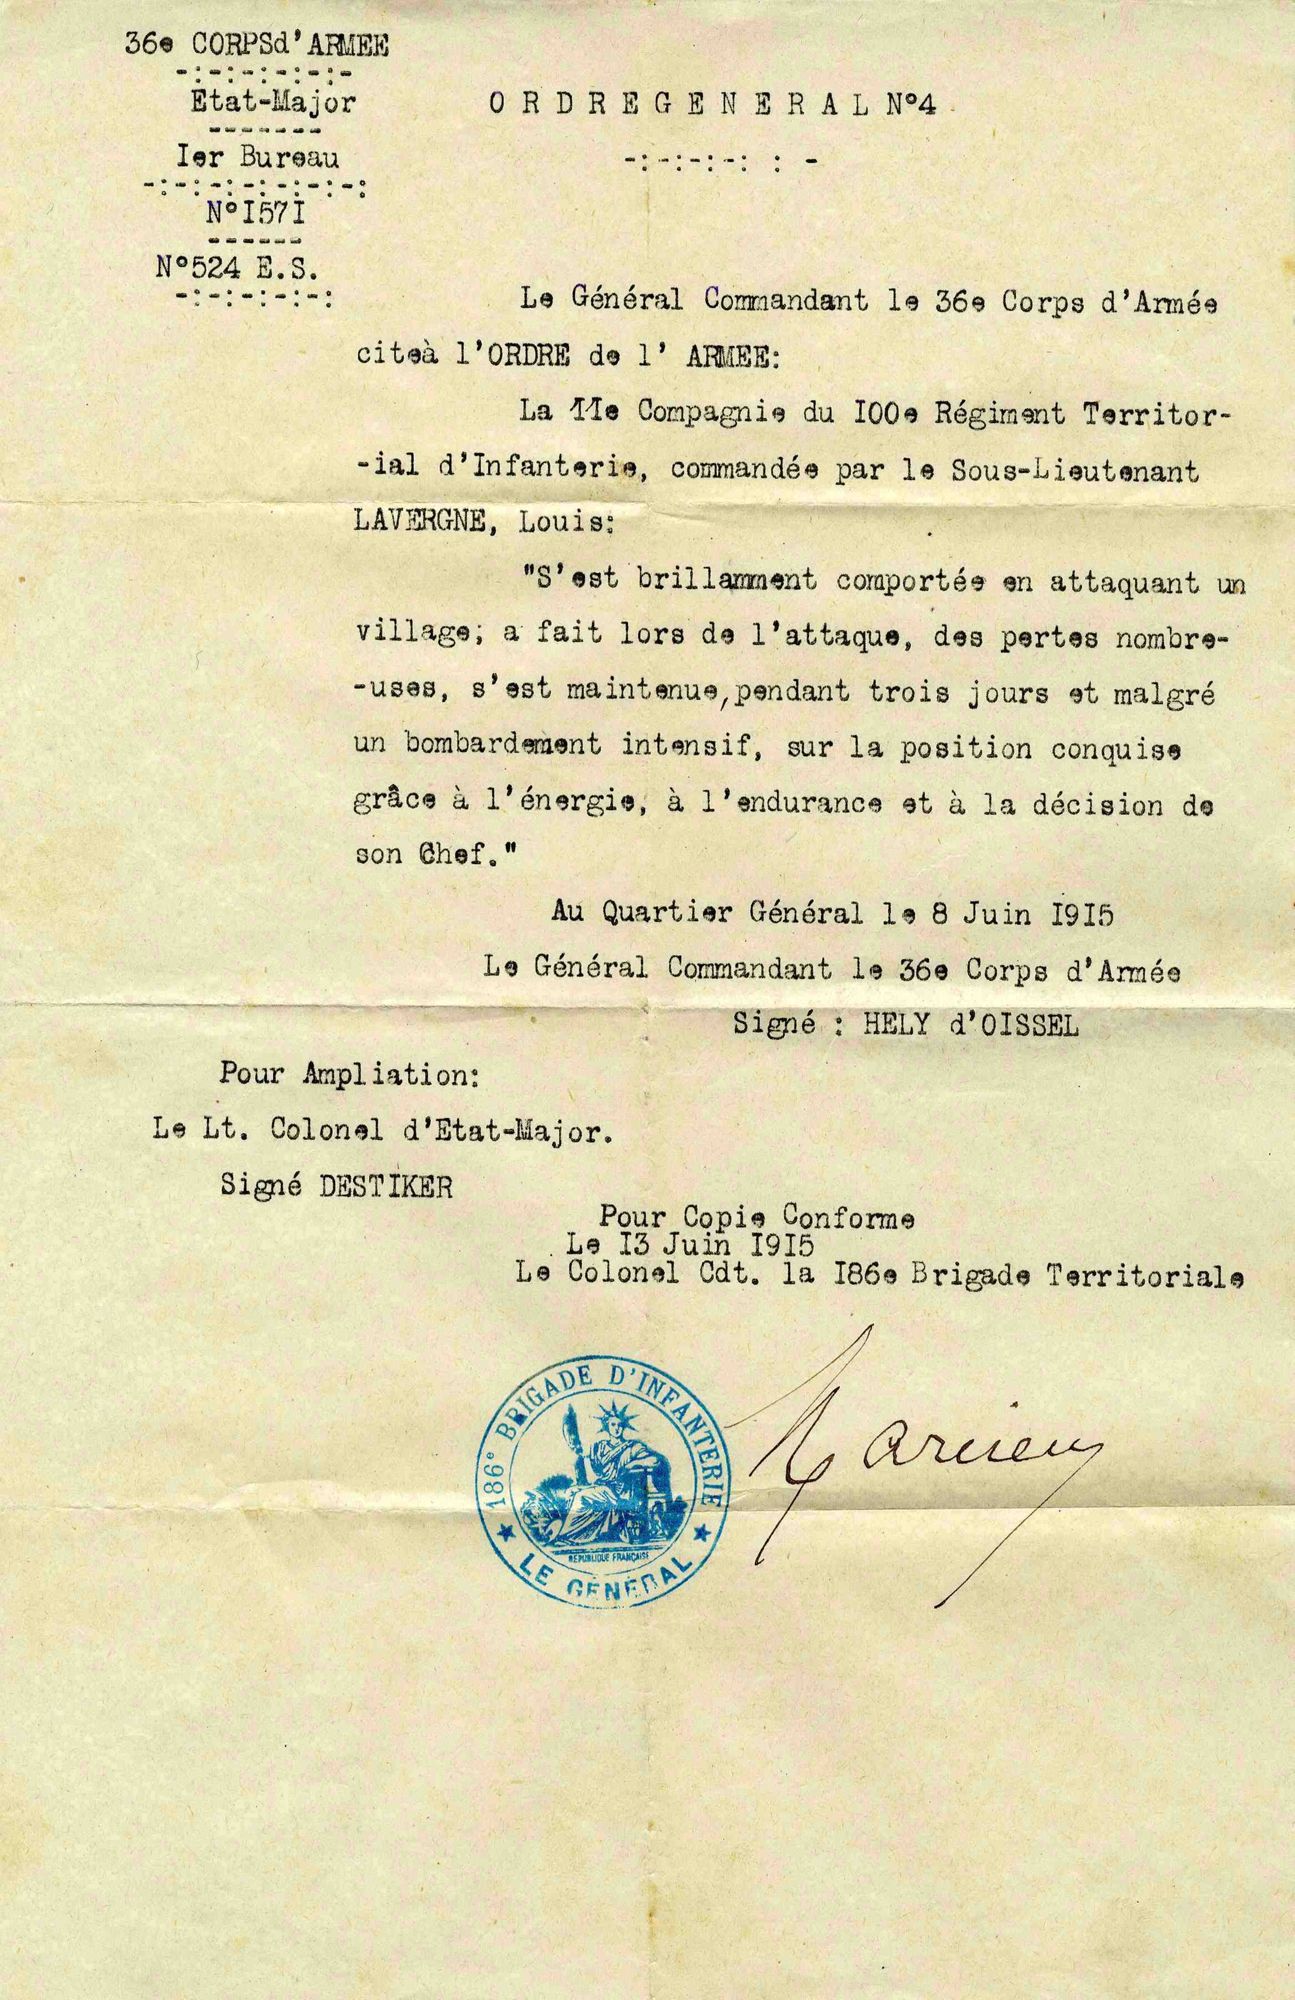 36e CORPSd'ARMEE
-:-:-:-:-:-
Etat-Major
-------
Ier Bureau
-:-:-:-:-:-:-:
N°I57I
------
N°524 E.S.
-:-:-:-:-:
O R D R E G E N E R A L N°4
-:-:-:-: : -
Le Général Commandant le 36e Corps d'Armée
citeà l'ORDRE de l' ARMEE:
La 11e Compagnie du I00e Régiment Territor-
-ial d'Infanterie, commandée par le Sous-Lieutenant
LAVERGNE, Louis:
"S'est brillamment comportée en attaquant un
village; a fait lors de l'attaque, des pertes nombre-
-uses, s'est maintenue,pendant trois jours et malgré
un bombardement intensif, sur la position conquise
grâce à l'énergie, à l'endurance et à la décision de
son Chef."
Au Quartier Général le 8 Juin I9I5
Le Général Commandant le 36e Corps d'Armée
Signé : HELY d'OISSEL
Pour Ampliation:
Le Lt. Colonel d'Etat-Major.
Signé DESTIKER
Pour Copie Conforme
Le I3 Juin I9I5
Le Colonel Cdt. la I86e Brigade Territoriale
186e BRIGADE D'INFANTERIE
REPUBLIQUE FRANÇAISE
★ LE GÉNÉRAL ★